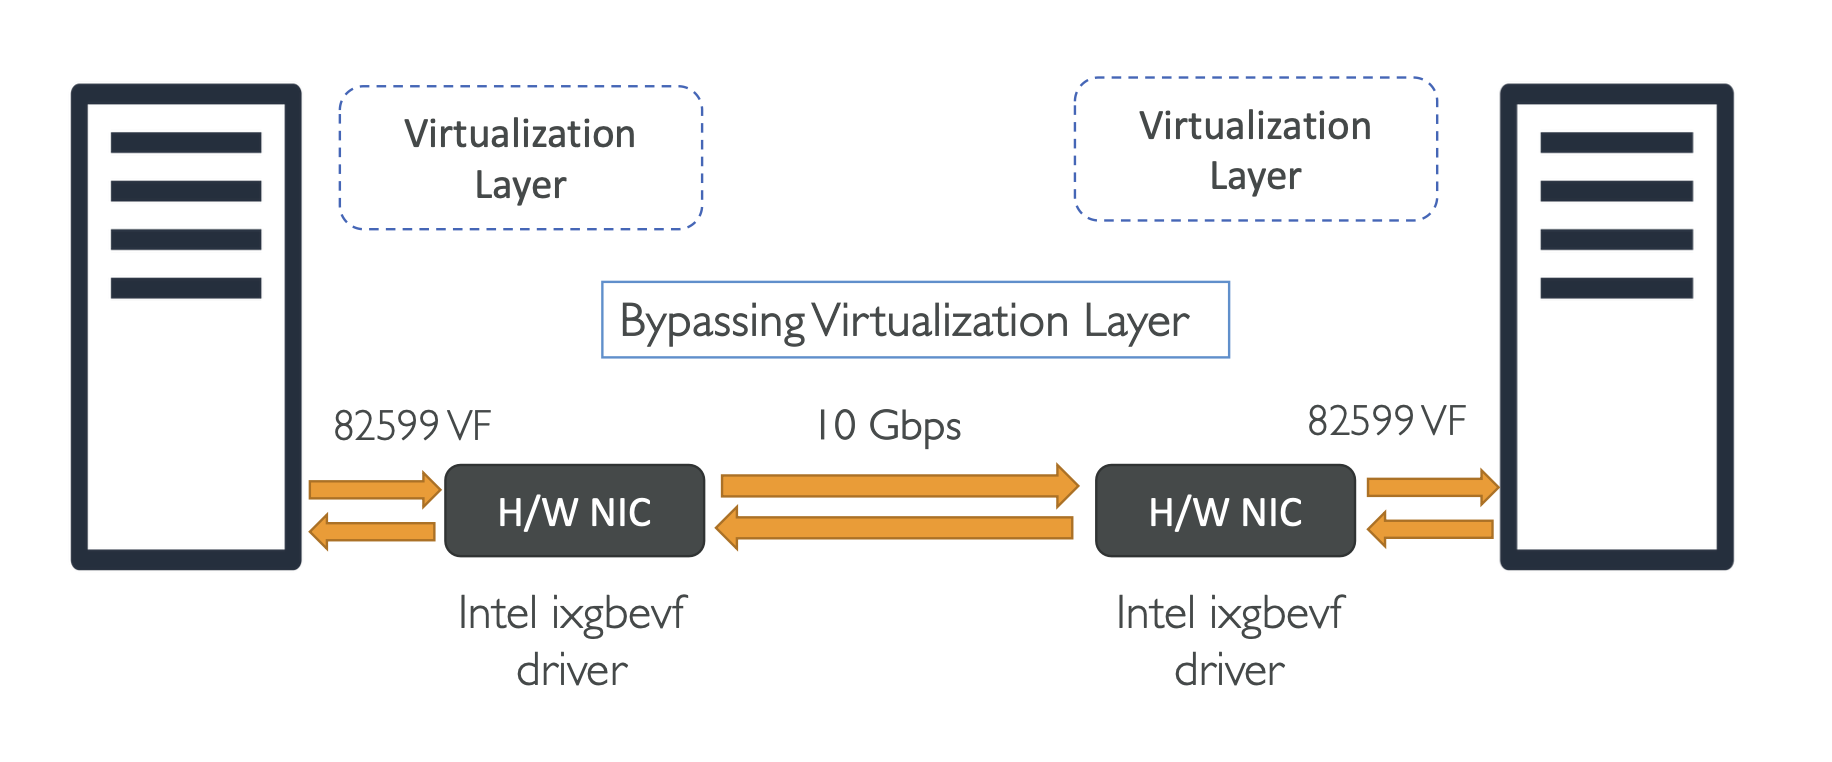 Virtualization
Layer
Virtualization
Layer
Bypassing Virtualization Layer
82599 VF
10 Gbps
82599 VF
H/W NIC
H/W NIC
Intel ixgbevf
driver
Intel ixgbevf
driver